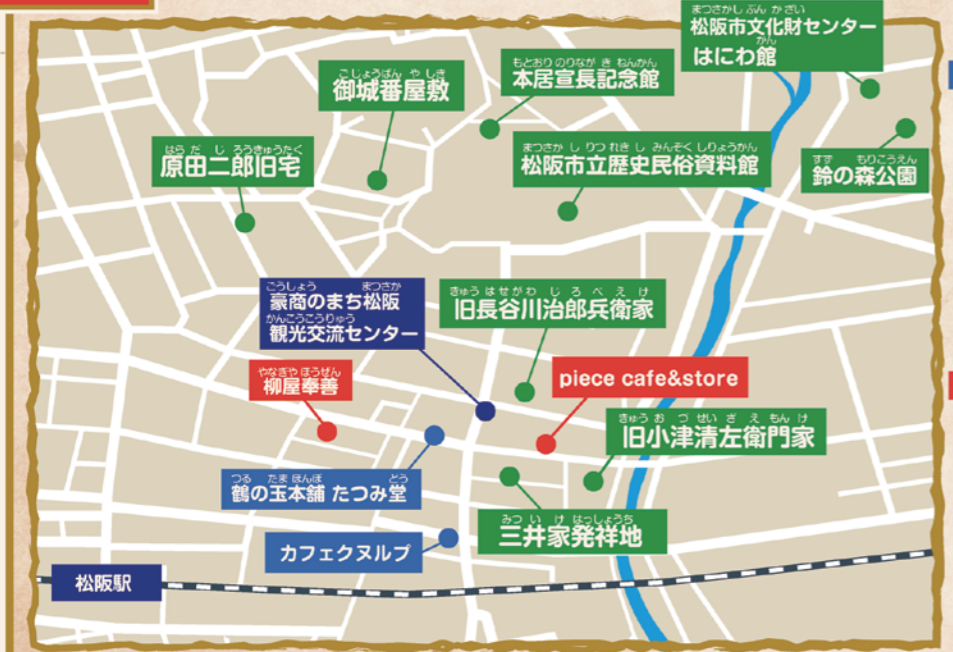 まつさかしぶんかざい
松阪市文化財センター
かん
はにわ館
もとおりのりながきねんかん
本居宣長記念館
ごじょうばんやしき
御城番屋敷
はらだじろうきゅうたく
原田二郎旧宅
まつさかしりつれきしみんぞくしりょうかん
松阪市立歴史民俗資料館
すずもりこうえん
鈴の森公園
ごうしょう まつさか
豪商のまち松阪
かんこうこうりゅう
観光交流センター
きゅうはせがわじろべえけ
旧長谷川治郎兵衛家
やなぎやほうぜん
柳屋奉善
piece cafe&store
きゅうおづせいざえもんけ
旧小津清左衛門家
つる たまほんぽ どう
鶴の玉本舗 たつみ堂
みついけはっしょうち
三井家発祥地
カフェクヌルプ
松阪駅